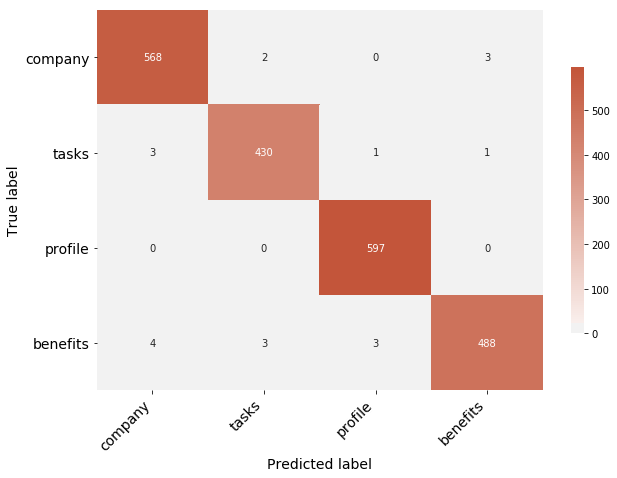 company 568 2 0 3
tasks 3 430 1 1
profile 0 0 597 0
benefits 4 3 3 488
company tasks profile benefits
True label
Predicted label
500
400
300
200
100
0